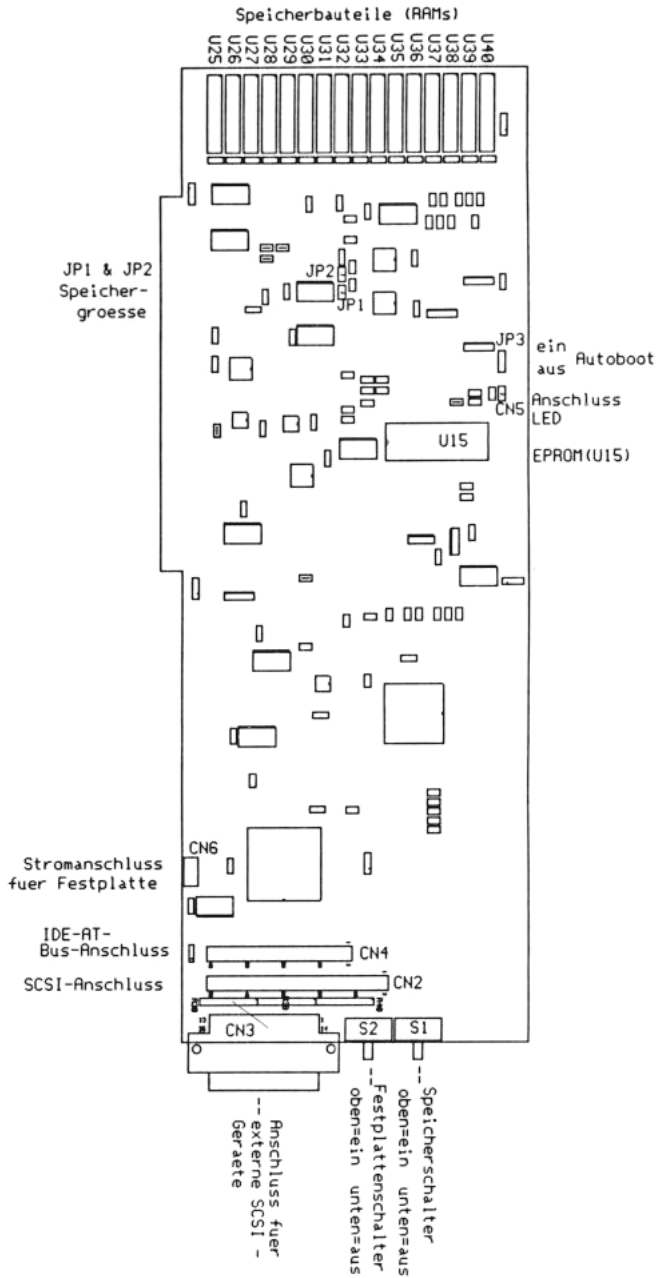 Speicherbauteile (RAMs)
U25
U26
U27
U28
U29
U30
U31
U32
U33
U34
U35
U36
U37
U38
U39
U40
JP1 & JP2
Speicher-
groesse
JP2
JP1
JP3
ein
aus
Autoboot
CN5
Anschluss
LED
U15
EPROM(U15)
CN6
Stromanschluss
fuer Festplatte
IDE-AT-
Bus-Anschluss
CN4
SCSI-Anschluss
CN2
CN3
S2
S1
--Speicherschalter
oben=ein unten=aus
--Festplattenschalter
oben=ein unten=aus
Anschluss fuer
-- externe SCSI -
Geraete